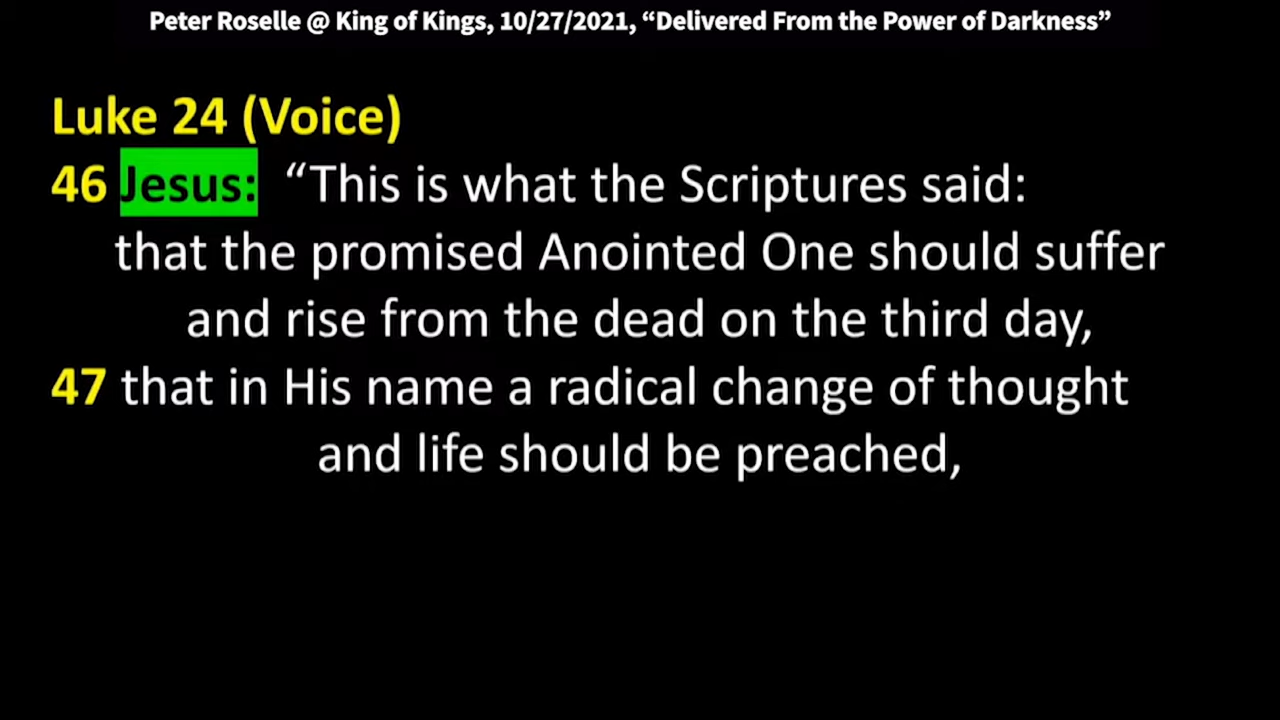 Peter Roselle @ King of Kings, 10/27/2021, “Delivered From the Power of Darkness”
Luke 24 (Voice)
46 Jesus: “This is what the Scriptures said:
that the promised Anointed One should suffer
and rise from the dead on the third day,
47 that in His name a radical change of thought
and life should be preached,